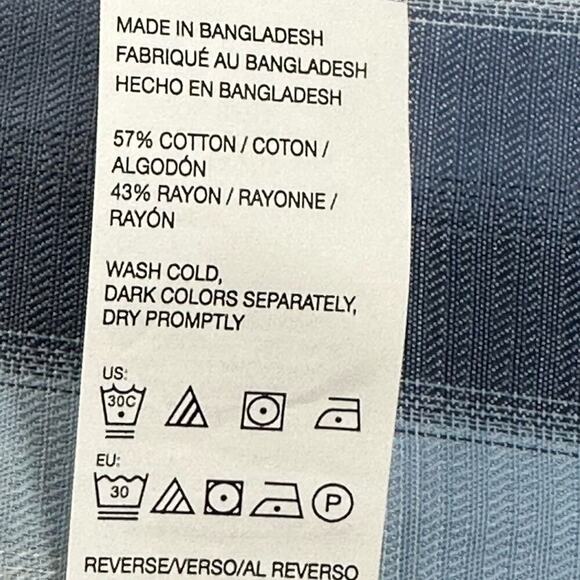 MADE IN BANGLADESH
FABRIQUÉ AU BANGLADESH
HECHO EN BANGLADESH
57% COTTON / COTON /
ALGODÓN
43% RAYON / RAYONNE /
RAYÓN
WASH COLD,
DARK COLORS SEPARATELY,
DRY PROMPTLY
US:
30C
EU:
30
P
REVERSE/VERSO/AL REVERSO